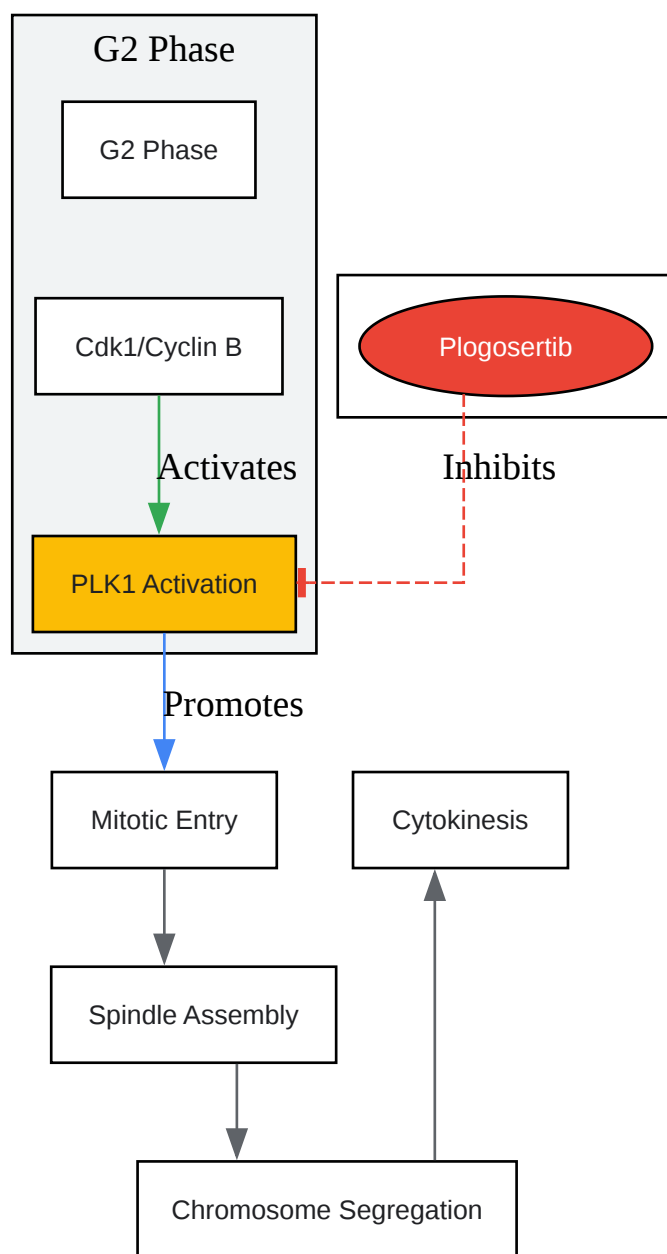 G2 Phase
G2 Phase
Cdk1/Cyclin B
Plogosertib
Activates
Inhibits
PLK1 Activation
Promotes
Mitotic Entry
Cytokinesis
Spindle Assembly
Chromosome Segregation